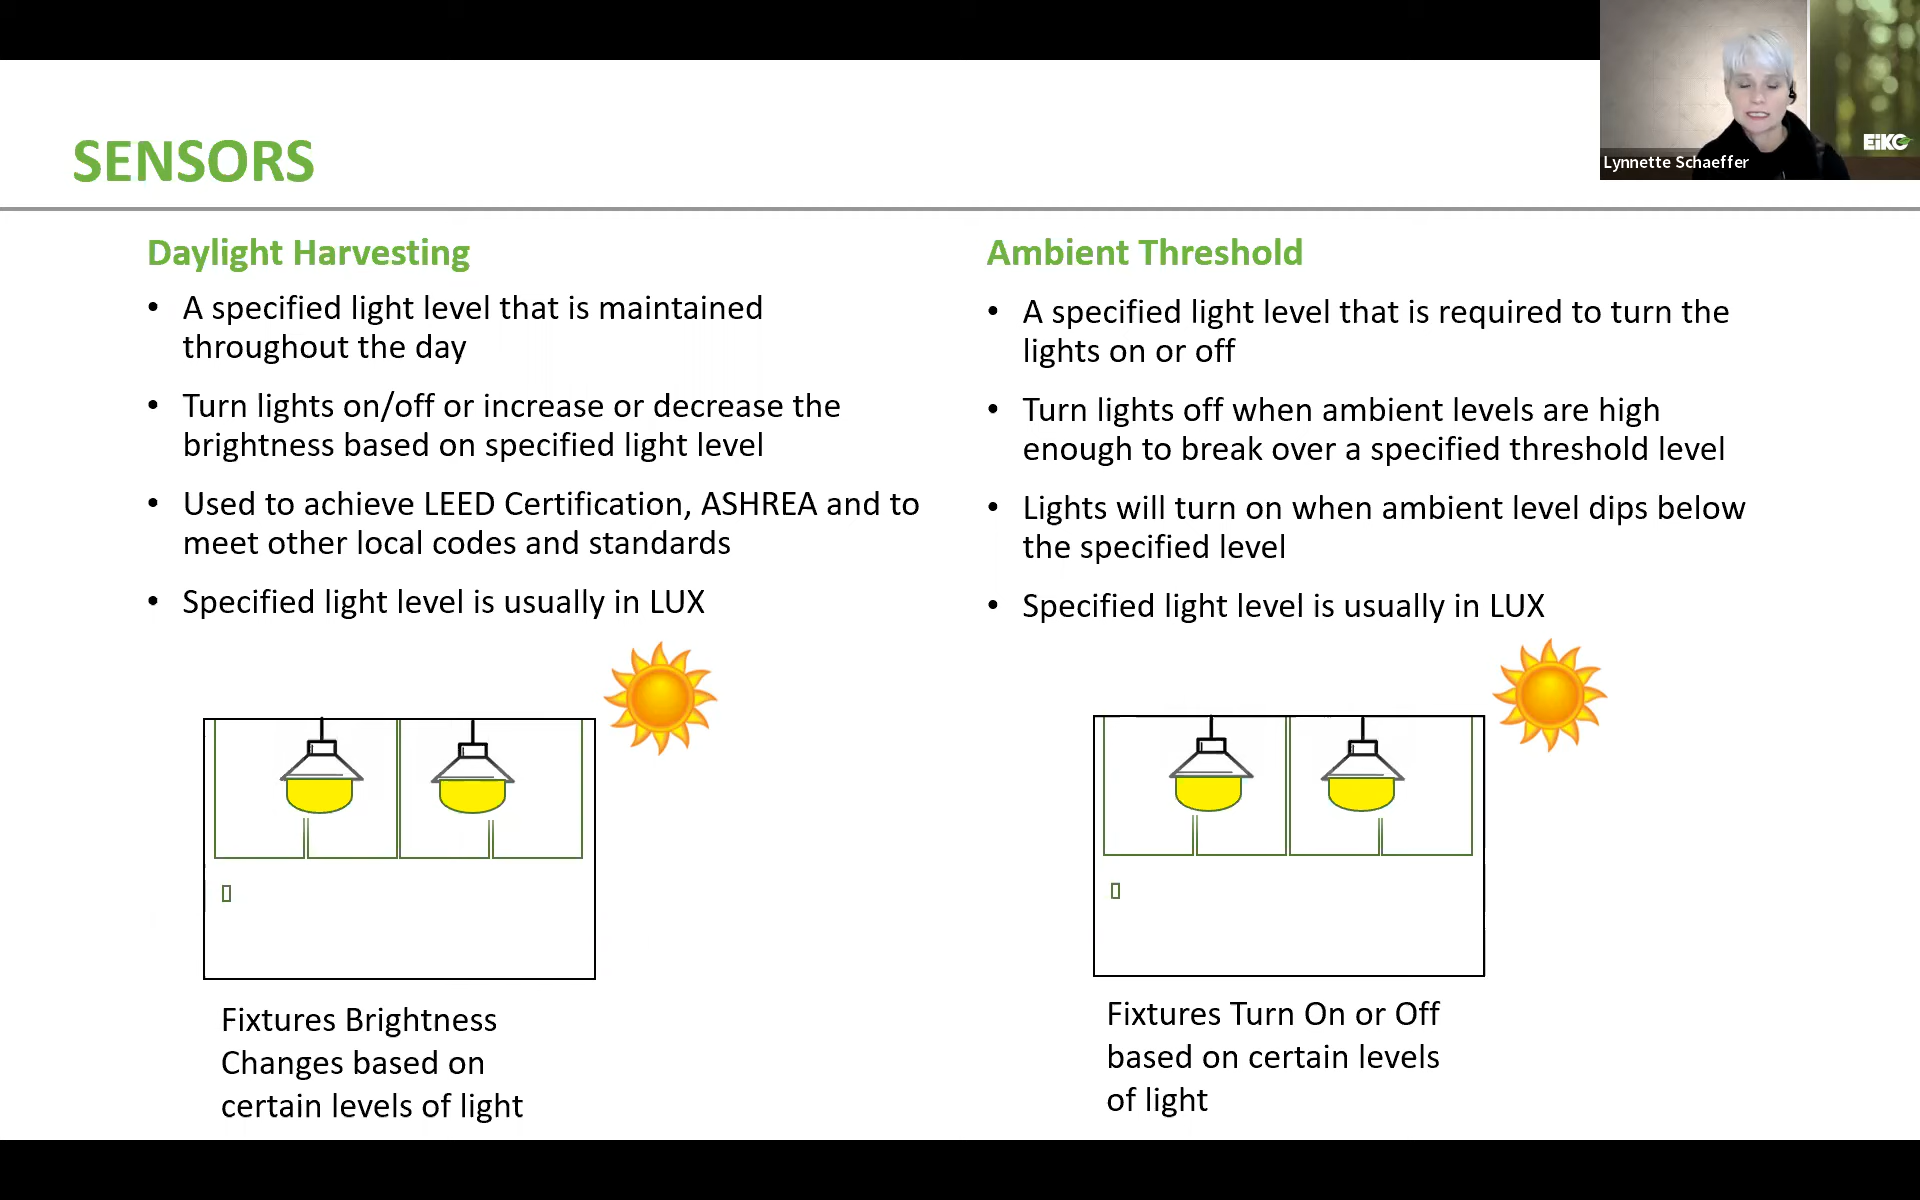 SENSORS
EiKO
Lynnette Schaeffer
Daylight Harvesting
• A specified light level that is maintained
throughout the day
• Turn lights on/off or increase or decrease the
brightness based on specified light level
• Used to achieve LEED Certification, ASHREA and to
meet other local codes and standards
• Specified light level is usually in LUX
Fixtures Brightness
Changes based on
certain levels of light
Ambient Threshold
• A specified light level that is required to turn the
lights on or off
• Turn lights off when ambient levels are high
enough to break over a specified threshold level
• Lights will turn on when ambient level dips below
the specified level
• Specified light level is usually in LUX
Fixtures Turn On or Off
based on certain levels
of light